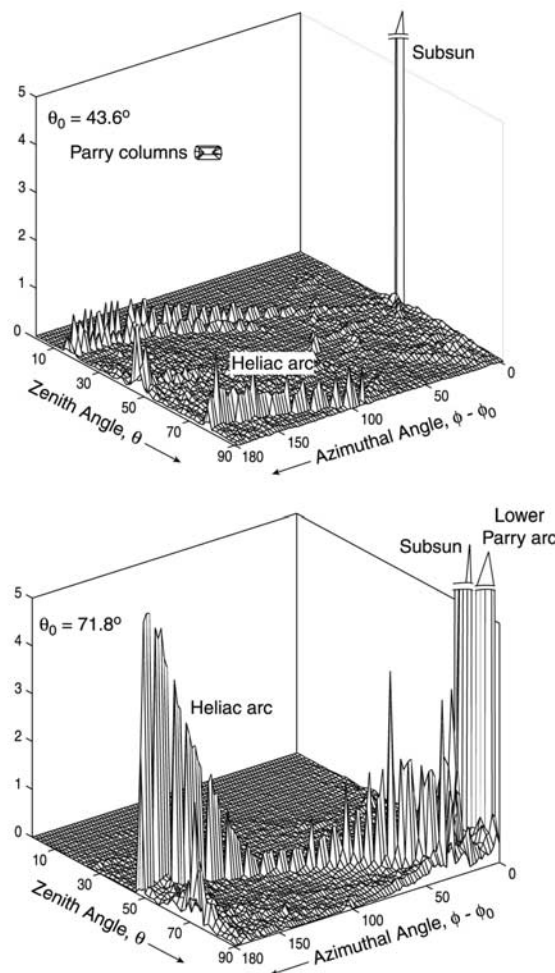 Subsun
5
θ0 = 43.6º
4
Parry columns
3
2
1
0
Heliac arc
10
30
50
70
90
Zenith Angle, θ
180
150
100
50
0
Azimuthal Angle, ϕ - ϕ0
Lower
Parry arc
Subsun
5
θ0 = 71.8º
4
3
Heliac arc
2
1
0
10
30
50
70
90
Zenith Angle, θ
180
150
100
50
0
Azimuthal Angle, ϕ - ϕ0